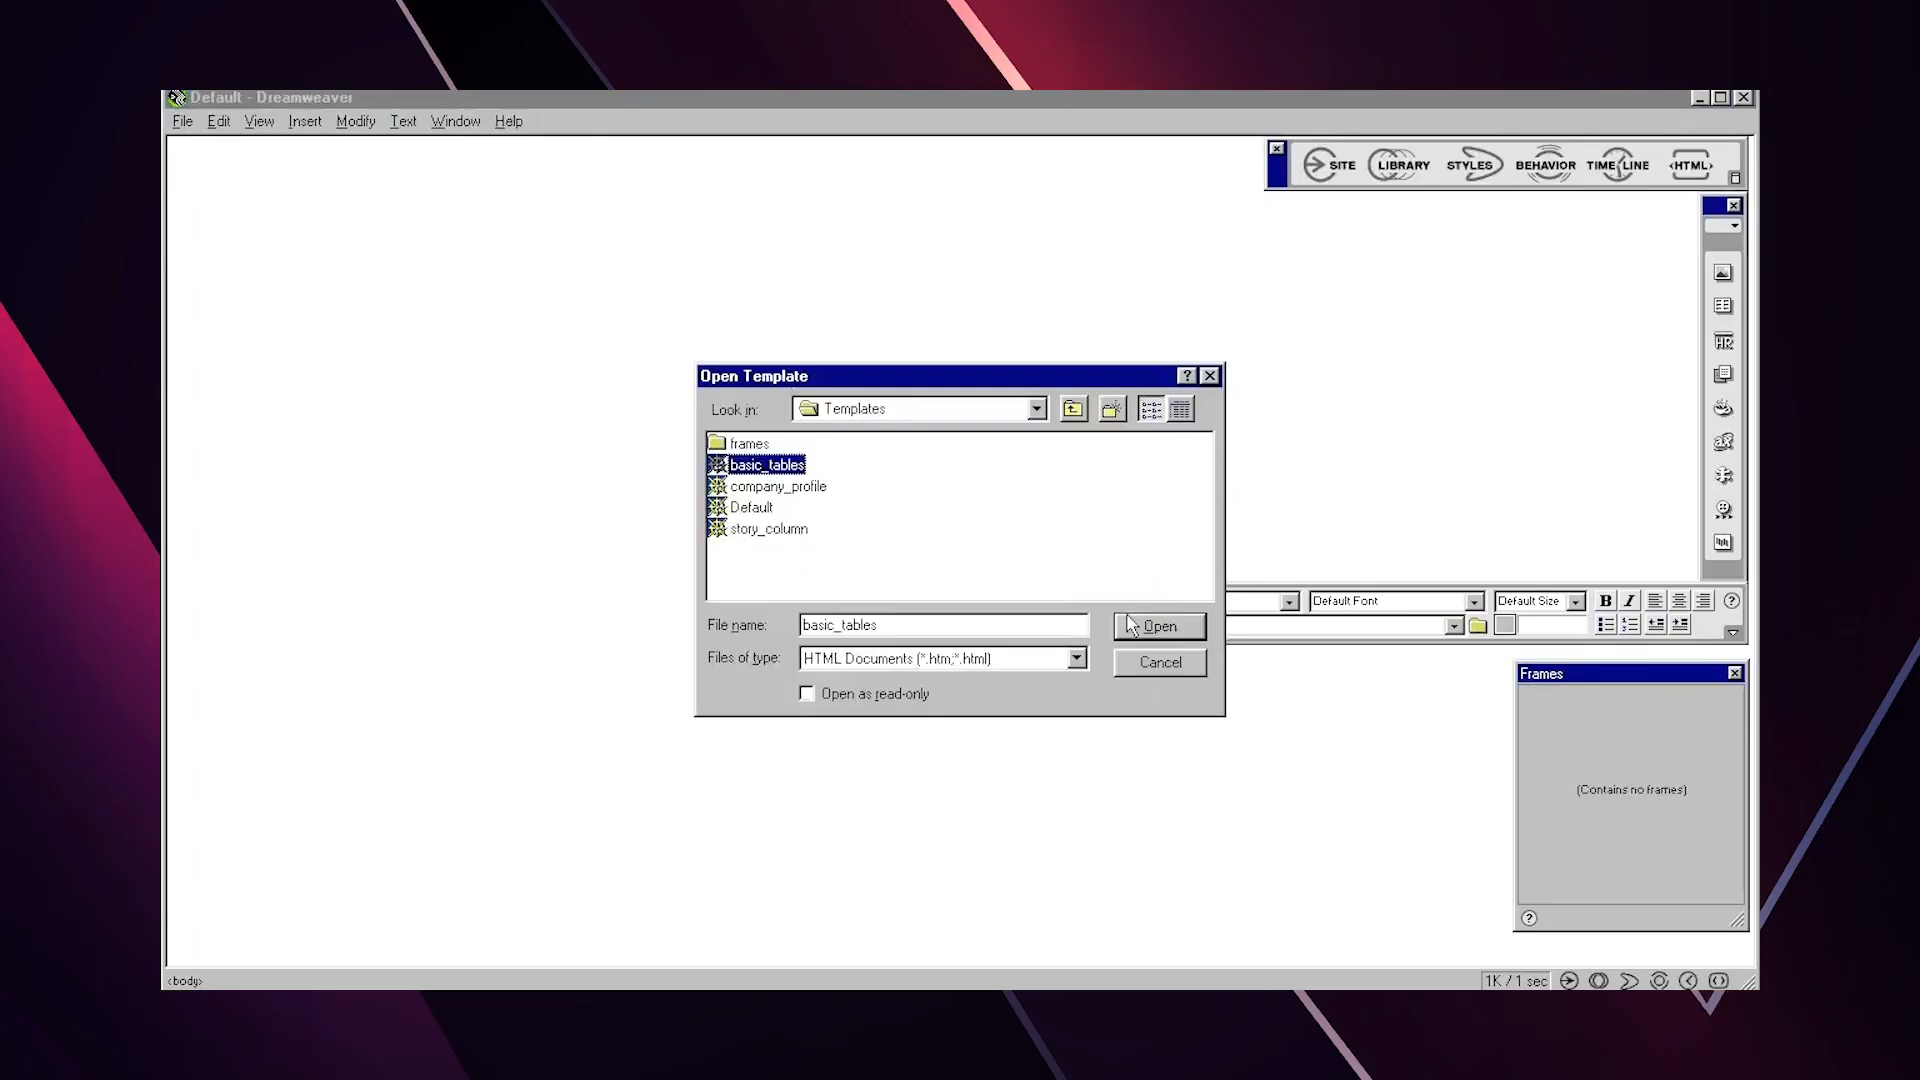 Default - Dreamweaver
File Edit View Insert Modify Text Window Help
SITE LIBRARY STYLES BEHAVIOR TIMELINE <HTML>
HR
Open Template
Look in: Templates
frames
basic_tables
company_profile
Default
story_column
File name: basic_tables
Open
Files of type: HTML Documents (*.htm;*.html)
Cancel
Open as read-only
Default Font Default Size B I
Frames
(Contains no frames)
<body>
1K / 1 sec